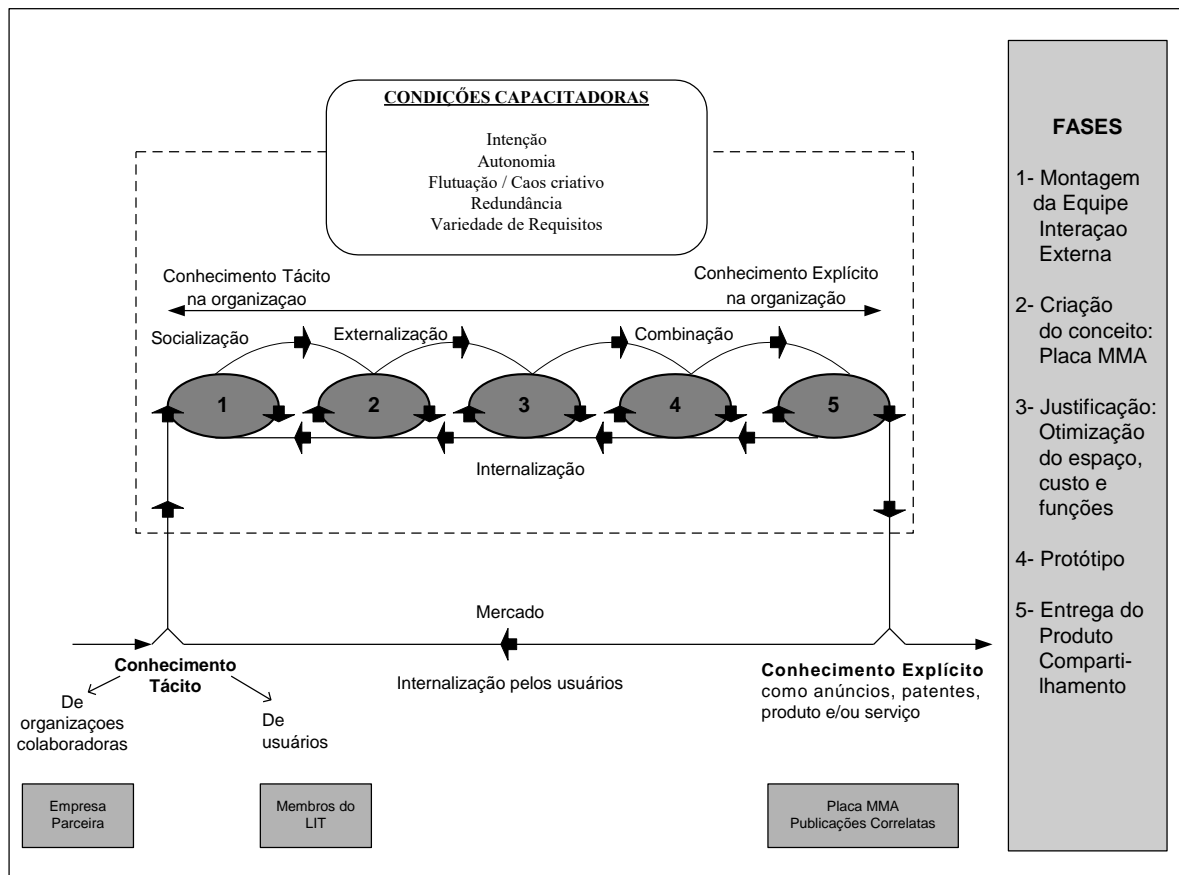 CONDIÇŐES CAPACITADORAS
Intenção
Autonomia
Flutuação / Caos criativo
Redundância
Variedade de Requisitos
Conhecimento Tácito
na organizaçao
Conhecimento Explícito
na organização
Socialização
Externalização
Combinação
1
2
3
4
5
Internalização
Mercado
Conhecimento
Tácito
Internalização pelos usuários
Conhecimento Explícito
como anúncios, patentes,
produto e/ou serviço
De
organizaçoes
colaboradoras
De
usuários
Empresa
Parceira
Membros do
LIT
Placa MMA
Publicações Correlatas
FASES
1- Montagem
da Equipe
Interaçao
Externa
2- Criação
do conceito:
Placa MMA
3- Justificação:
Otimização
do espaço,
custo e
funções
4- Protótipo
5- Entrega do
Produto
Comparti-
lhamento